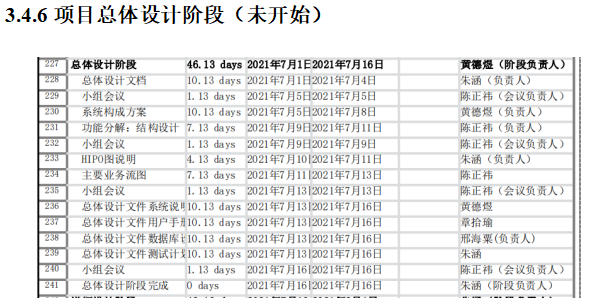 3.4.6 项目总体设计阶段（未开始）
227 总体设计阶段 46.13 days 2021年7月1日 2021年7月16日 黄德煜（阶段负责人）
228 总体设计文档 10.13 days 2021年7月1日 2021年7月4日 朱涵（负责人）
229 小组会议 1.13 days 2021年7月5日 2021年7月5日 陈正祎（会议负责人）
230 系统构成方案 10.13 days 2021年7月5日 2021年7月8日 黄德煜（负责人）
231 功能分解；结构设计 7.13 days 2021年7月9日 2021年7月11日 陈正祎（负责人）
232 小组会议 1.13 days 2021年7月9日 2021年7月9日 陈正祎（会议负责人）
233 HIPO图说明 4.13 days 2021年7月10 2021年7月11日 朱涵（负责人）
234 主要业务流图 7.13 days 2021年7月11 2021年7月13日 陈正祎
235 小组会议 1.13 days 2021年7月13 2021年7月13日 陈正祎（会议负责人）
236 总体设计文件系统说明 10.13 days 2021年7月13 2021年7月16日 黄德煜
237 总体设计文件用户手册 10.13 days 2021年7月13 2021年7月16日 章拾瑜
238 总体设计文件数据库 10.13 days 2021年7月13 2021年7月16日 邢海粟(负责人)
239 总体设计文件测试计划 10.13 days 2021年7月13 2021年7月16日 朱涵
240 小组会议 1.13 days 2021年7月16 2021年7月16日 陈正祎（会议负责人）
241 总体设计阶段完成 0 days 2021年7月16 2021年7月16日 朱涵（阶段负责人）